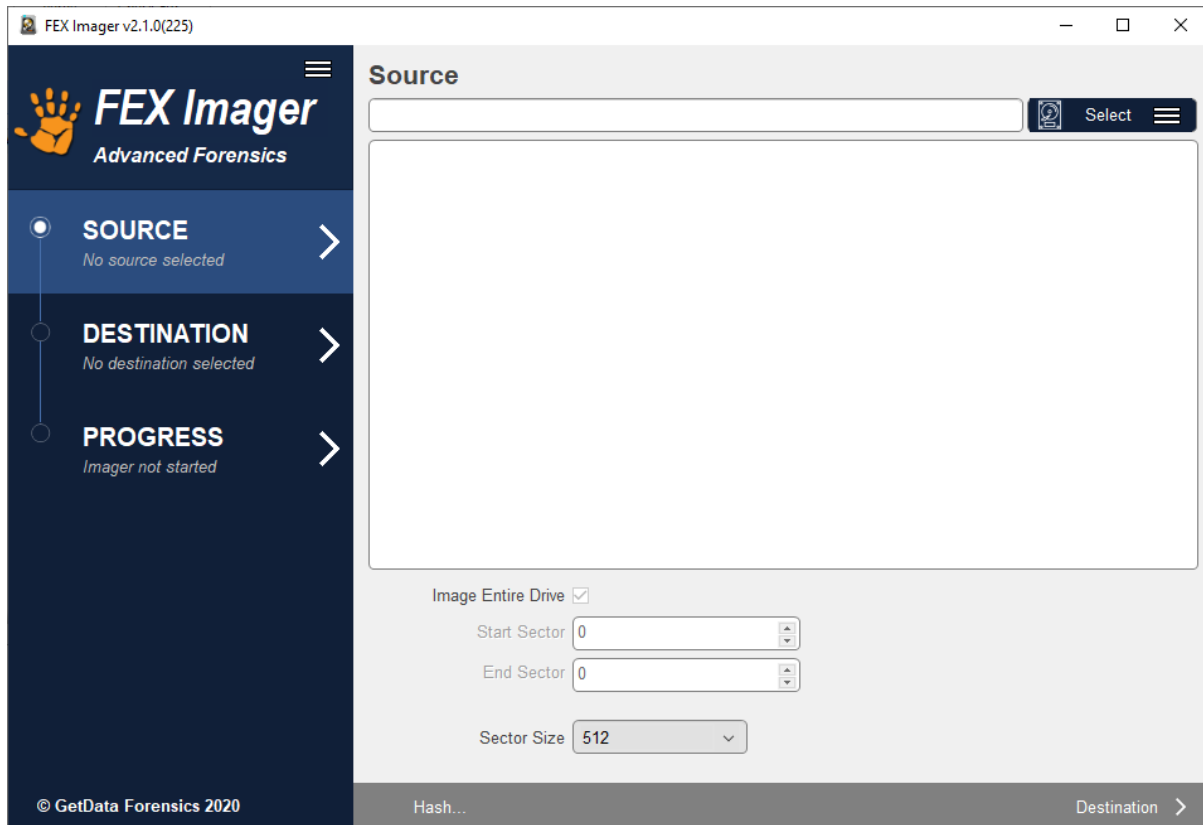 FEX Imager v2.1.0(225)
FEX Imager
Advanced Forensics
SOURCE
No source selected
DESTINATION
No destination selected
PROGRESS
Imager not started
© GetData Forensics 2020
Source
Select
Image Entire Drive
Start Sector 0
End Sector 0
Sector Size 512
Hash...
Destination